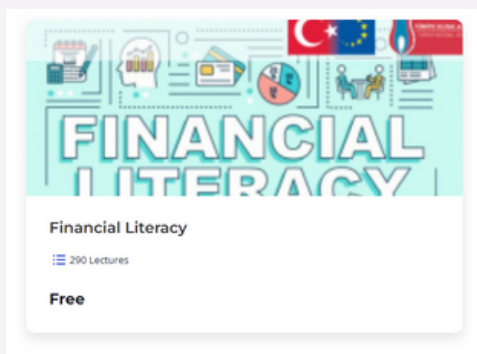 FINANCIAL
LITERACY
Financial Literacy
290 Lectures
Free